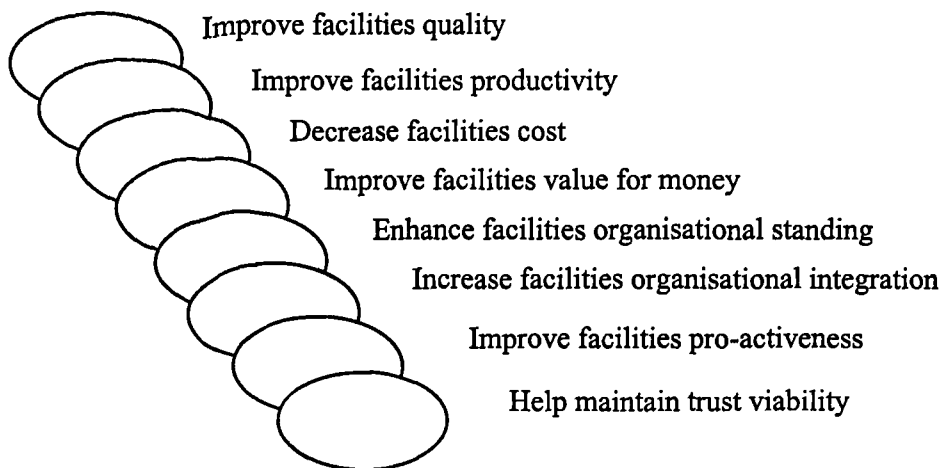 Improve facilities quality
Improve facilities productivity
Decrease facilities cost
Improve facilities value for money
Enhance facilities organisational standing
Increase facilities organisational integration
Improve facilities pro-activeness
Help maintain trust viability